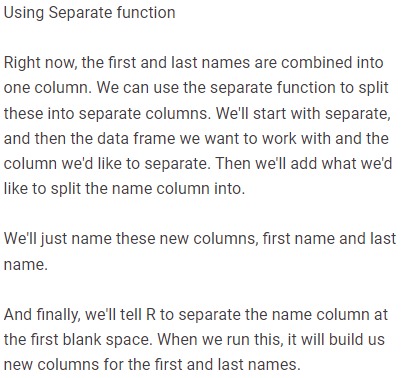 Using Separate function
Right now, the first and last names are combined into
one column. We can use the separate function to split
these into separate columns. We'll start with separate,
and then the data frame we want to work with and the
column we'd like to separate. Then we'll add what we'd
like to split the name column into.
We'll just name these new columns, first name and last
name.
And finally, we'll tell R to separate the name column at
the first blank space. When we run this, it will build us
new columns for the first and last names.